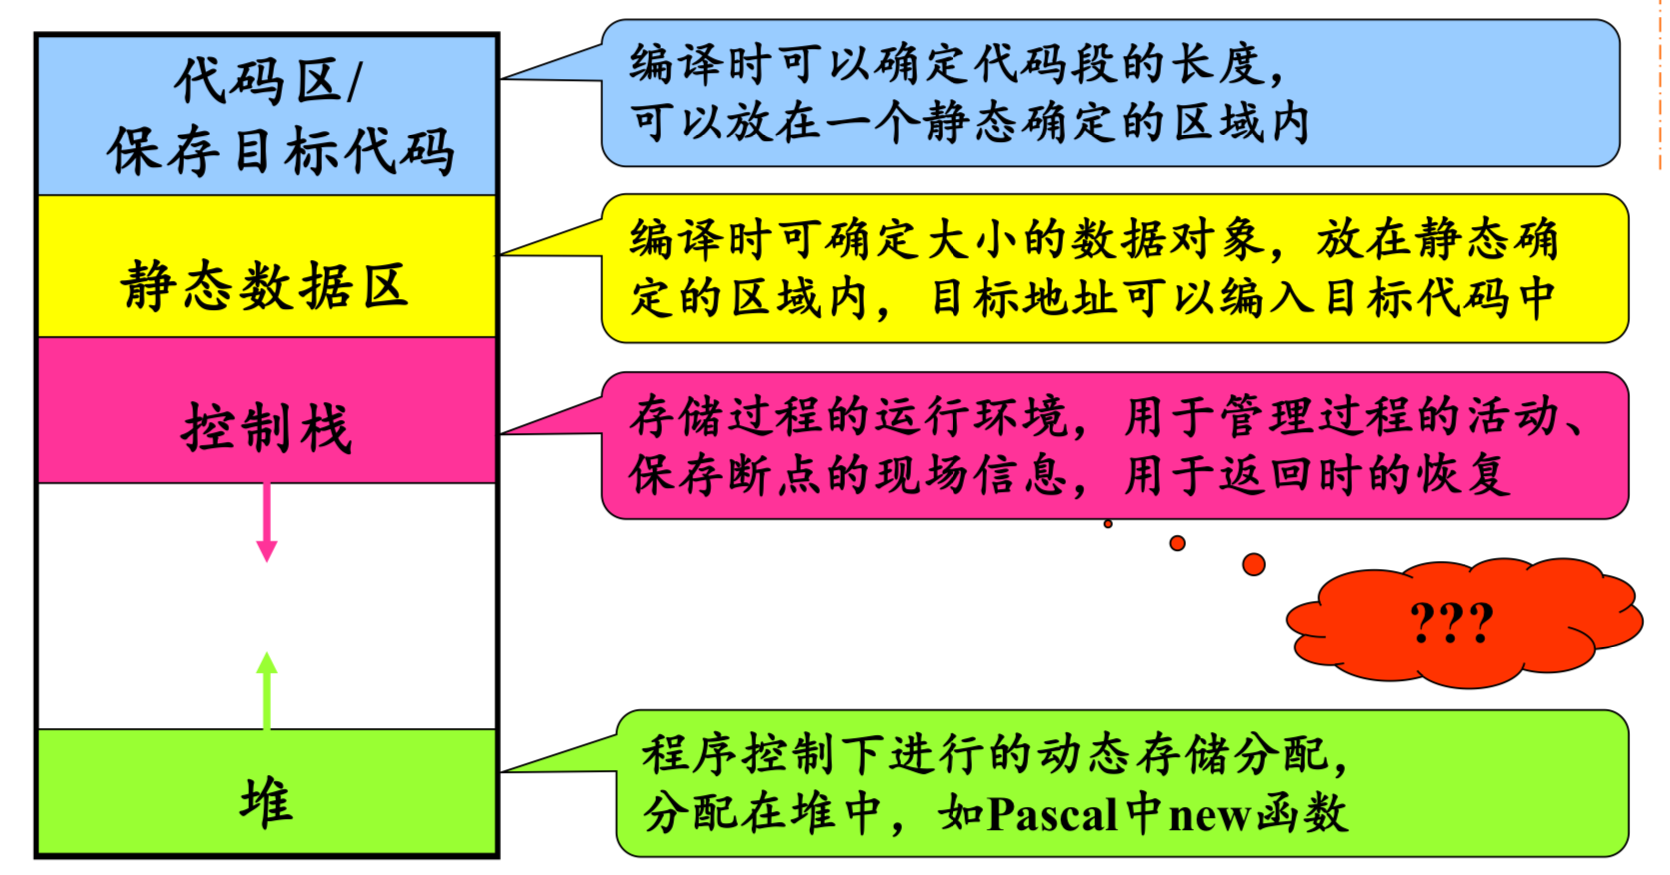 代码区/
保存目标代码
编译时可以确定代码段的长度，
可以放在一个静态确定的区域内
静态数据区
编译时可确定大小的数据对象，放在静态确
定的区域内，目标地址可以编入目标代码中
控制栈
存储过程的运行环境，用于管理过程的活动、
保存断点的现场信息，用于返回时的恢复
???
堆
程序控制下进行的动态存储分配，
分配在堆中，如Pascal中new函数